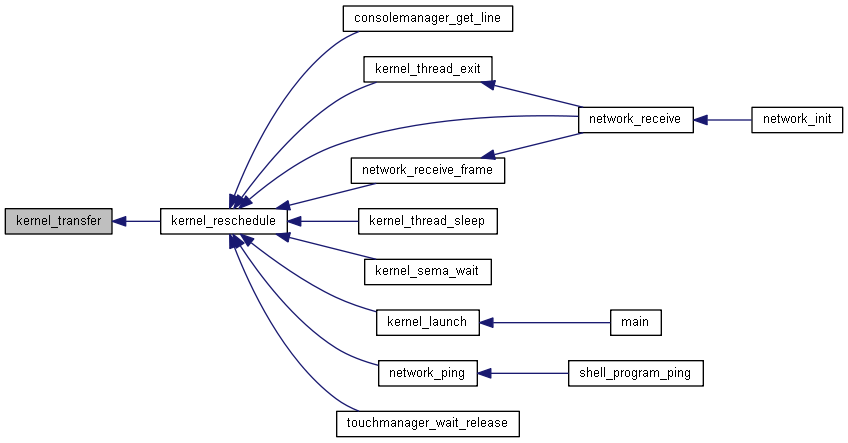 consolemanager_get_line
kernel_thread_exit
network_receive
network_init
network_receive_frame
kernel_transfer
kernel_reschedule
kernel_thread_sleep
kernel_sema_wait
kernel_launch
main
network_ping
shell_program_ping
touchmanager_wait_release